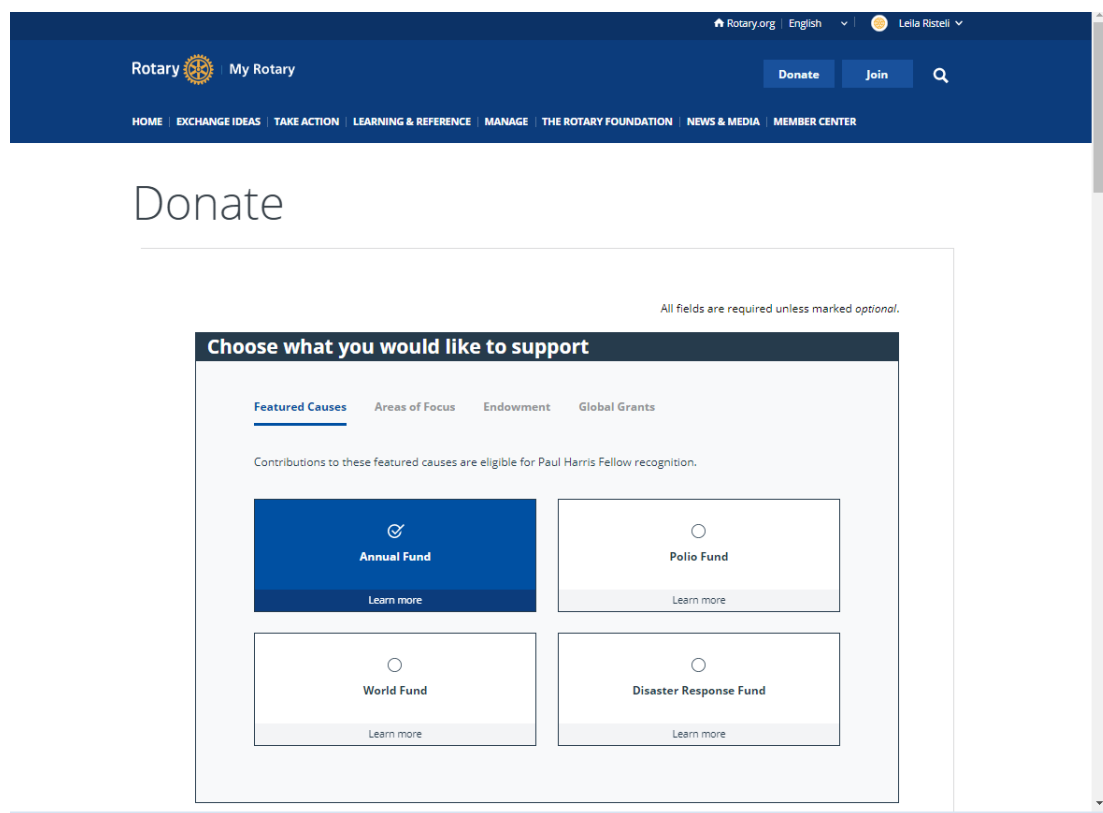 Rotary.org | English | Leila Risteli
Rotary | My Rotary
Donate Join
HOME | EXCHANGE IDEAS | TAKE ACTION | LEARNING & REFERENCE | MANAGE | THE ROTARY FOUNDATION | NEWS & MEDIA | MEMBER CENTER
Donate
All fields are required unless marked optional.
Choose what you would like to support
Featured Causes Areas of Focus Endowment Global Grants
Contributions to these featured causes are eligible for Paul Harris Fellow recognition.
Annual Fund Polio Fund
Learn more Learn more
World Fund Disaster Response Fund
Learn more Learn more